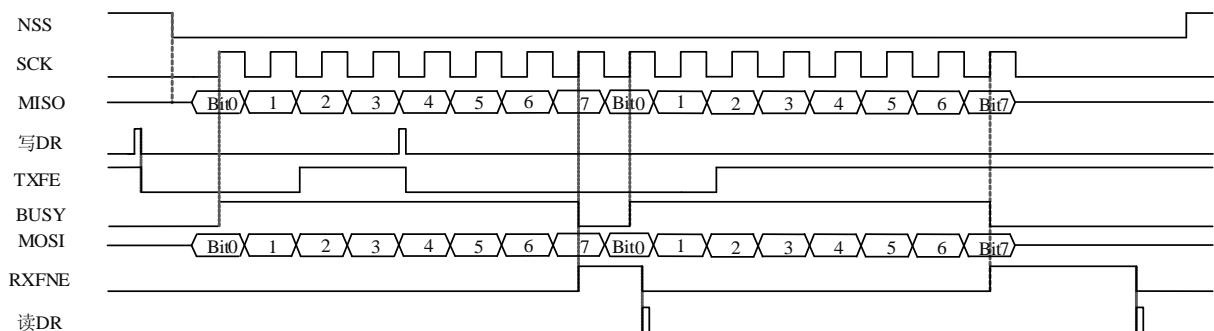 NSS
SCK
MISO Bit0 1 2 3 4 5 6 7 Bit0 1 2 3 4 5 6 Bit7
写DR
TXFE
BUSY
MOSI Bit0 1 2 3 4 5 6 7 Bit0 1 2 3 4 5 6 Bit7
RXFNE
读DR